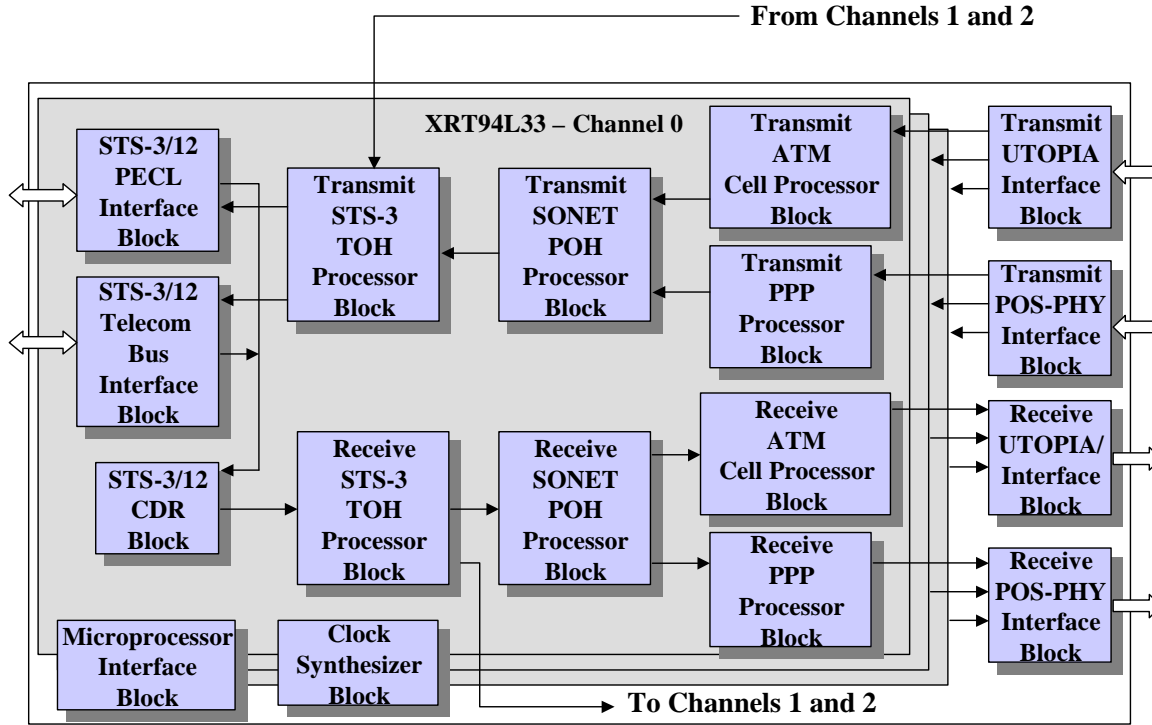 From Channels 1 and 2
XRT94L33 – Channel 0
STS-3/12
PECL
Interface
Block
Transmit
STS-3
TOH
Processor
Block
Transmit
SONET
POH
Processor
Block
Transmit
ATM
Cell Processor
Block
Transmit
UTOPIA
Interface
Block
STS-3/12
Telecom
Bus
Interface
Block
Transmit
PPP
Processor
Block
Transmit
POS-PHY
Interface
Block
STS-3/12
CDR
Block
Receive
STS-3
TOH
Processor
Block
Receive
SONET
POH
Processor
Block
Receive
ATM
Cell Processor
Block
Receive
UTOPIA/
Interface
Block
Receive
PPP
Processor
Block
Receive
POS-PHY
Interface
Block
Microprocessor
Interface
Block
Clock
Synthesizer
Block
To Channels 1 and 2